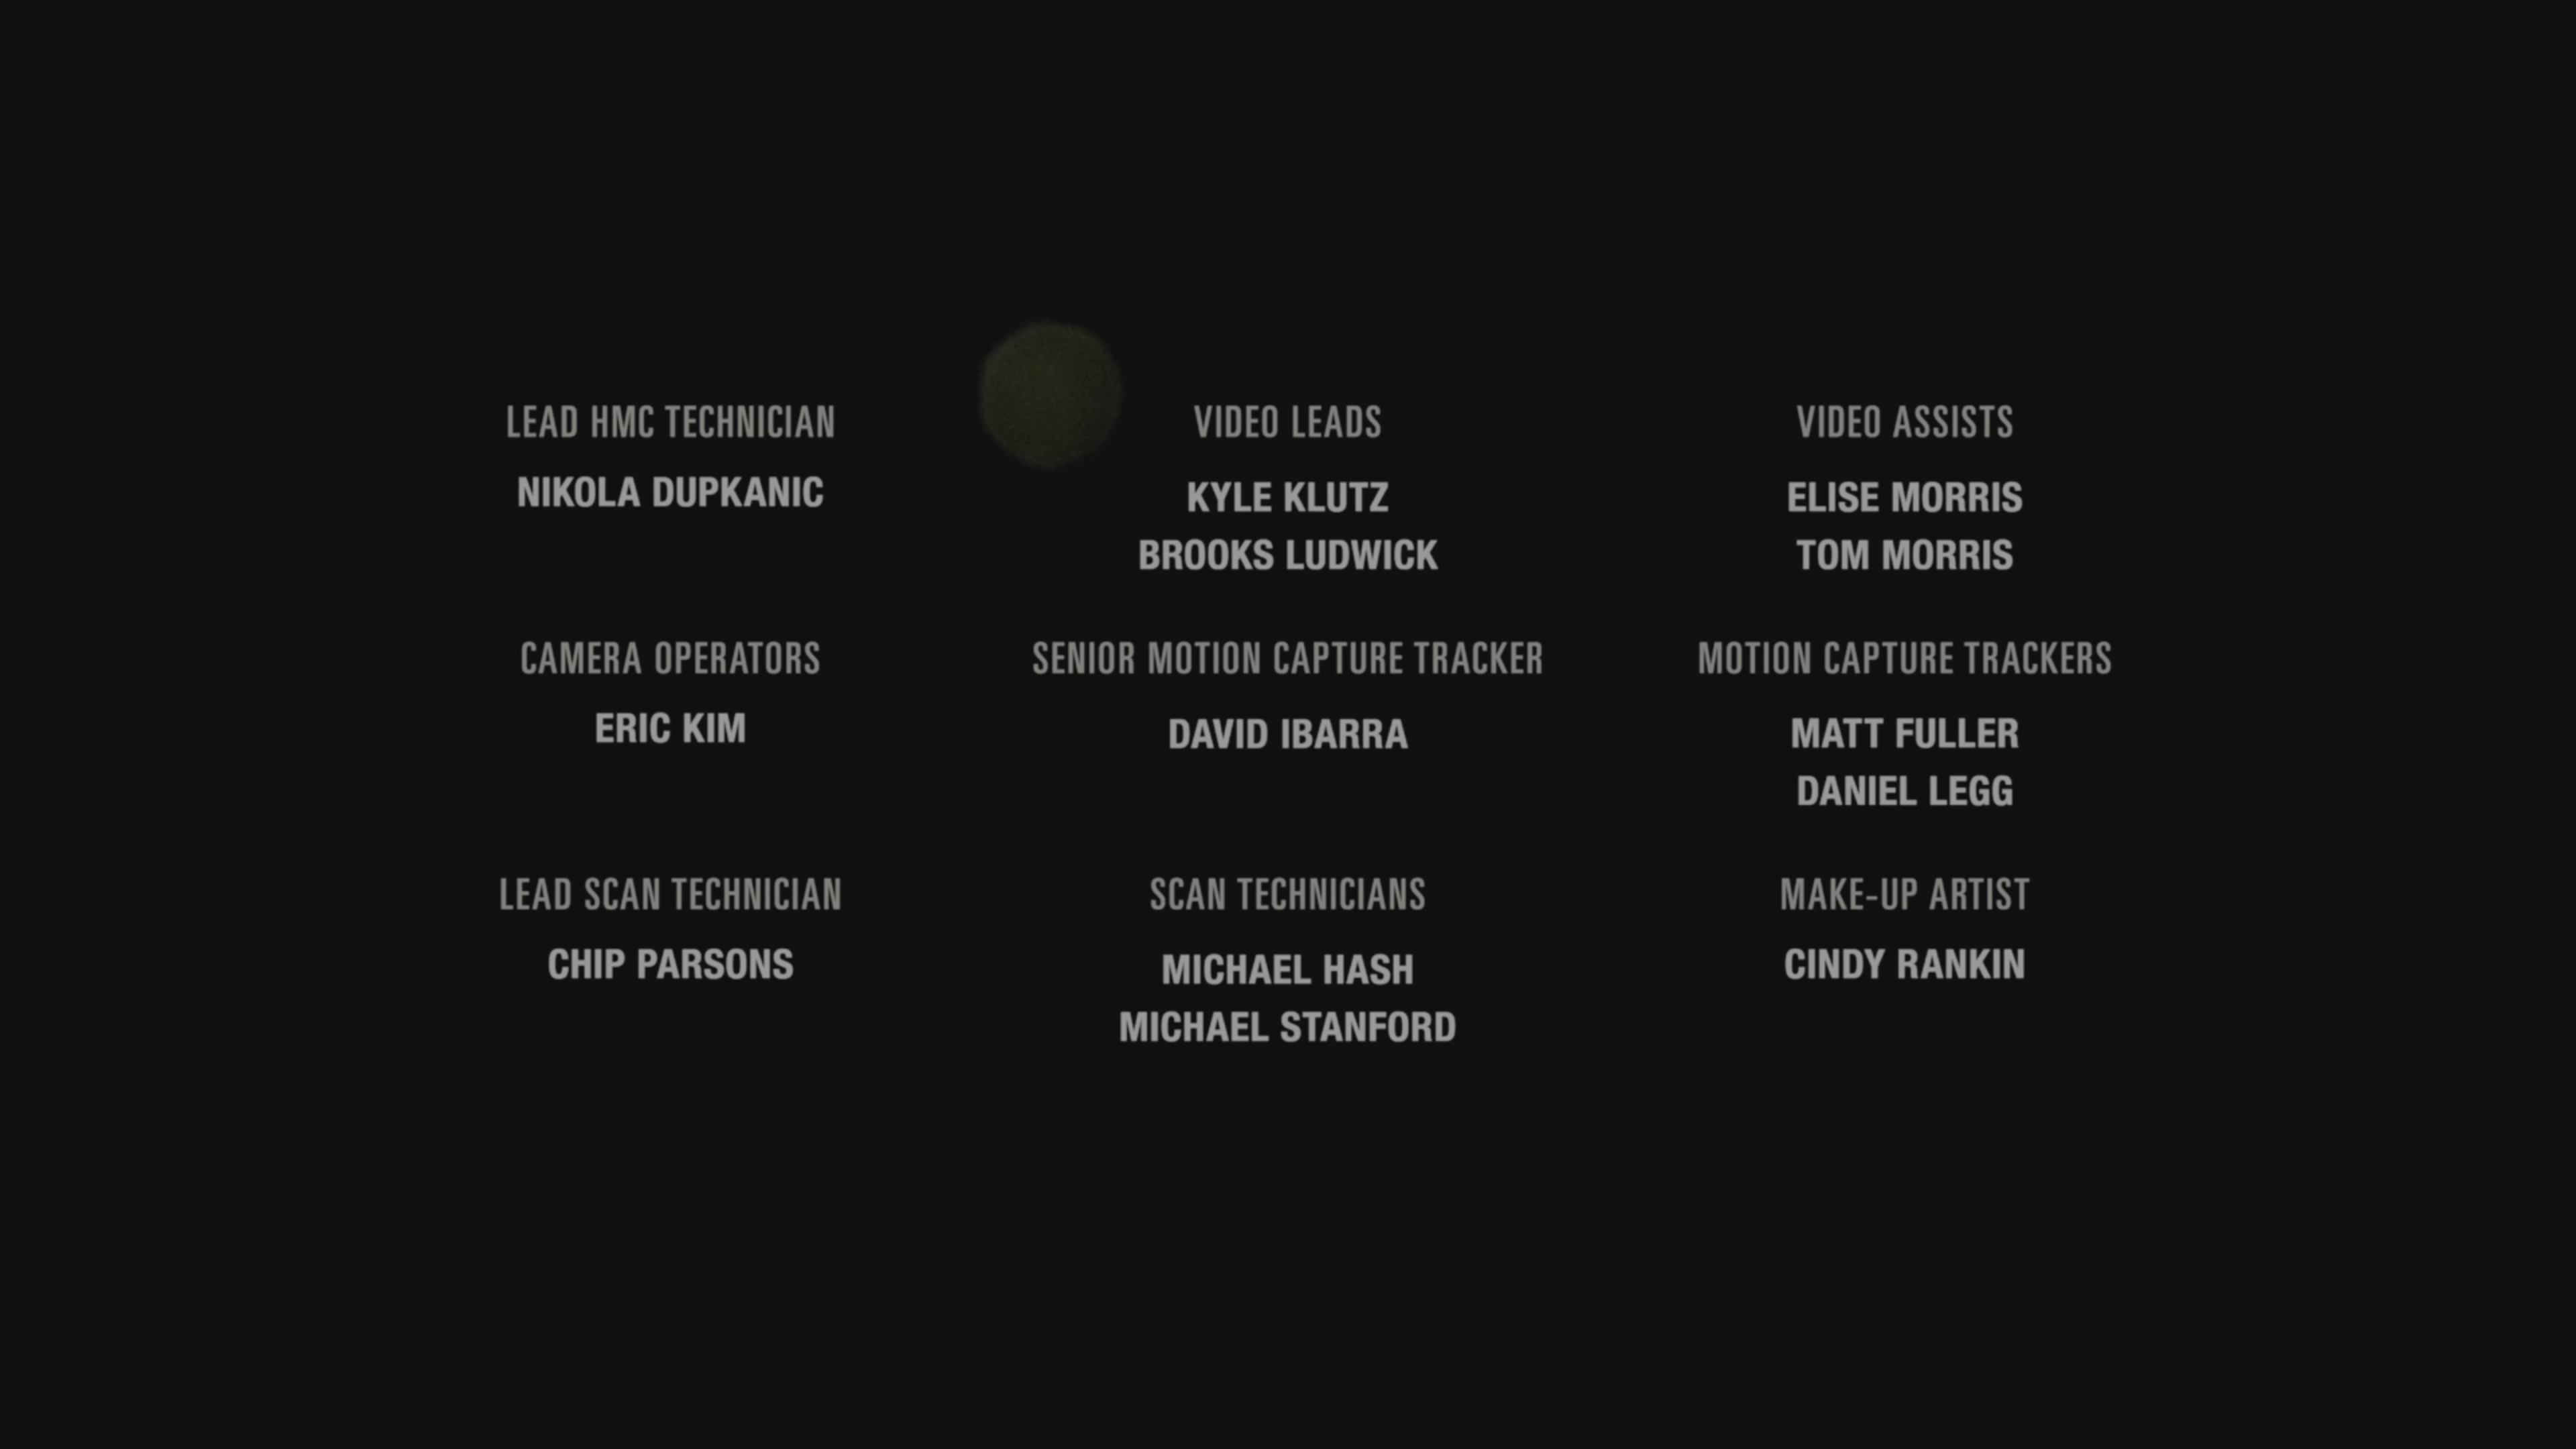 LEAD HMC TECHNICIAN
NIKOLA DUPKANIC
VIDEO LEADS
KYLE KLUTZ
BROOKS LUDWICK
VIDEO ASSISTS
ELISE MORRIS
TOM MORRIS
CAMERA OPERATORS
ERIC KIM
SENIOR MOTION CAPTURE TRACKER
DAVID IBARRA
MOTION CAPTURE TRACKERS
MATT FULLER
DANIEL LEGG
LEAD SCAN TECHNICIAN
CHIP PARSONS
SCAN TECHNICIANS
MICHAEL HASH
MICHAEL STANFORD
MAKE-UP ARTIST
CINDY RANKIN